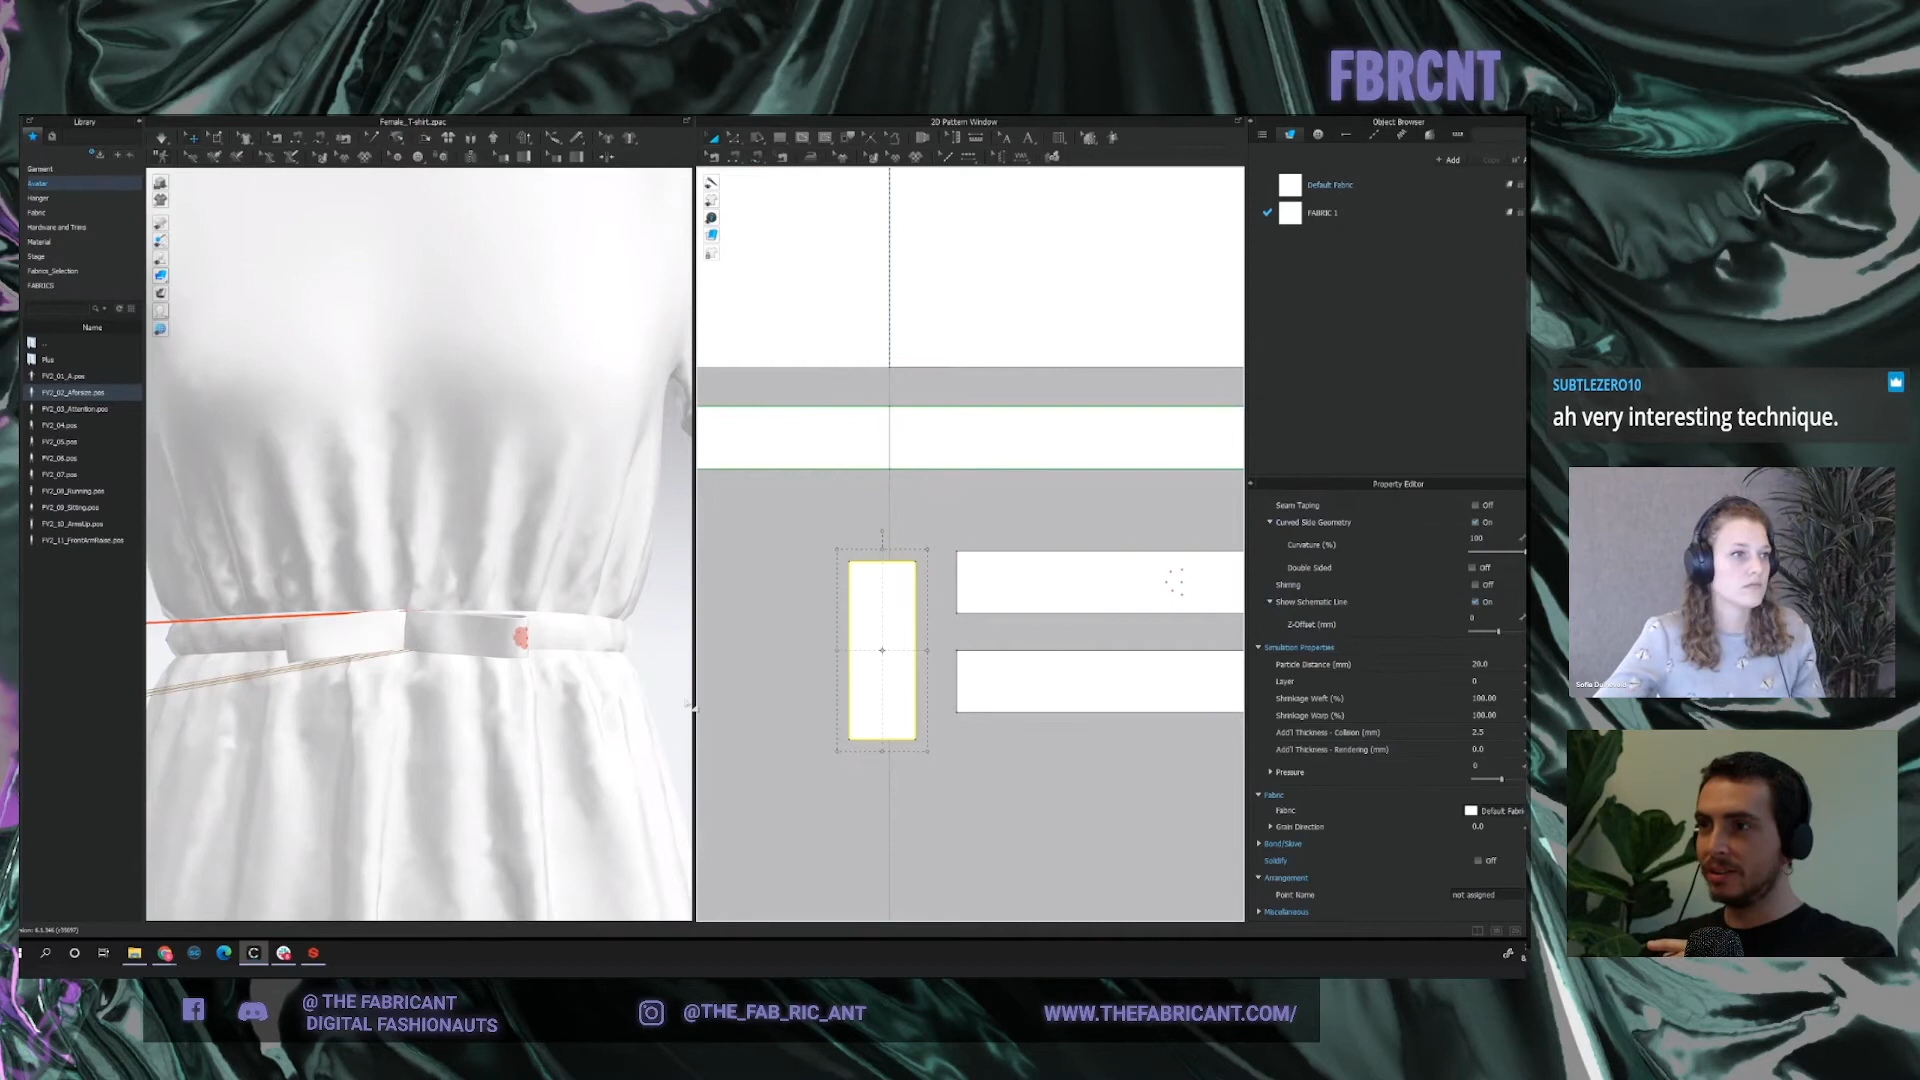 FBRCNT
Library
Female_T-shirt.zpac
2D Pattern Window
Object Browser
+ Add
Copy
Garment
Avatar
Hanger
Fabric
Hardware and Trims
Material
Stage
Fabrics_Selection
FABRICS
Name
..
Plus
FV2_01_A.pos
FV2_02_Aforsize.pos
FV2_03_Attention.pos
FV2_04.pos
FV2_05.pos
FV2_06.pos
FV2_07.pos
FV2_08_Running.pos
FV2_09_Sitting.pos
FV2_10_ArmsUp.pos
FV2_11_FrontArmRaise.pos
Default Fabric
FABRIC 1
Property Editor
Seam Taping Off
Curved Side Geometry On
Curvature (%) 100
Double Sided Off
Shirring Off
Show Schematic Line On
Z-Offset (mm) 0
Simulation Properties
Particle Distance (mm) 20.0
Layer 0
Shrinkage Weft (%) 100.00
Shrinkage Warp (%) 100.00
Add'l Thickness - Collision (mm) 2.5
Add'l Thickness - Rendering (mm) 0.0
Pressure 0
Fabric
Fabric Default Fabri
Grain Direction 0.0
Bond/Skive
Solidify Off
Arrangement
Point Name not assigned
Miscellaneous
SUBTLEZERO10
ah very interesting technique.
@ THE FABRICANT
DIGITAL FASHIONAUTS
@THE_FAB_RIC_ANT
WWW.THEFABRICANT.COM/